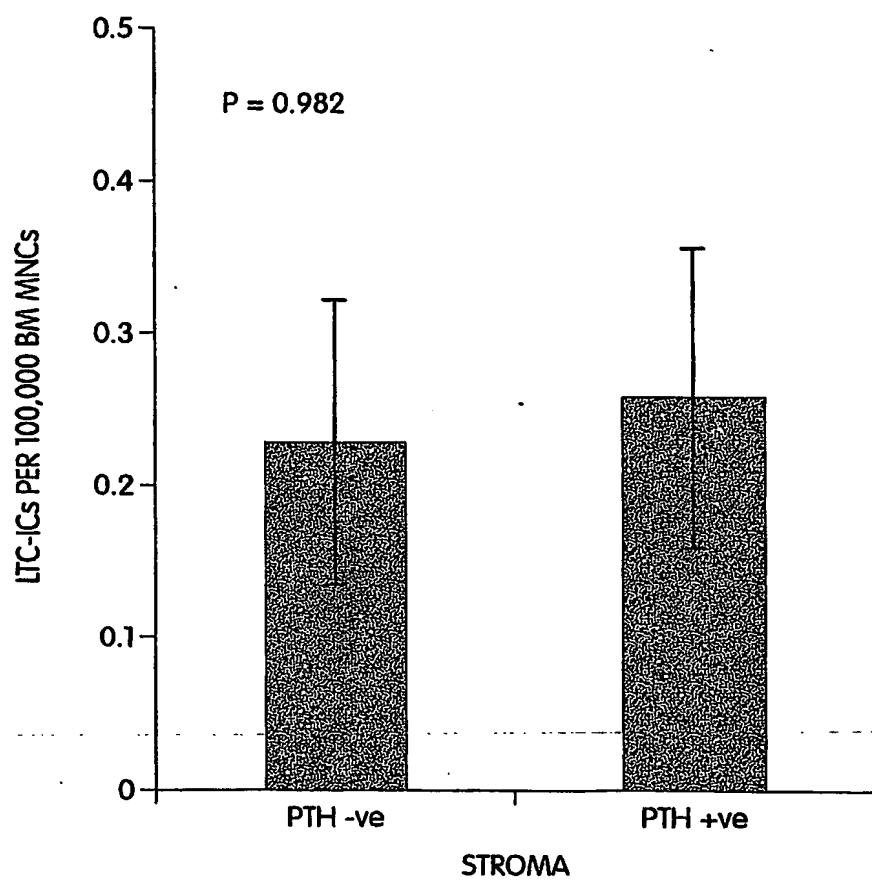 0.5
P = 0.982
0.4
0.3
0.2
0.1
0
LTC-ICs PER 100,000 BM MNCs
PTH -ve
PTH +ve
STROMA